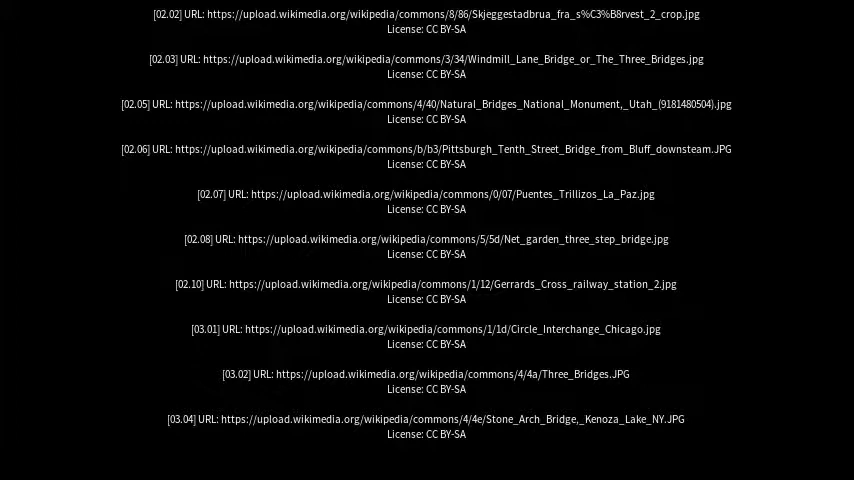 [02.02] URL: https://upload.wikimedia.org/wikipedia/commons/8/86/Skjeggestadbrua_fra_s%C3%B8rvest_2_crop.jpg
License: CC BY-SA
[02.03] URL: https://upload.wikimedia.org/wikipedia/commons/3/34/Windmill_Lane_Bridge_or_The_Three_Bridges.jpg
License: CC BY-SA
[02.05] URL: https://upload.wikimedia.org/wikipedia/commons/4/40/Natural_Bridges_National_Monument,_Utah_(9181480504).jpg
License: CC BY-SA
[02.06] URL: https://upload.wikimedia.org/wikipedia/commons/b/b3/Pittsburgh_Tenth_Street_Bridge_from_Bluff_downsteam.JPG
License: CC BY-SA
[02.07] URL: https://upload.wikimedia.org/wikipedia/commons/0/07/Puentes_Trillizos_La_Paz.jpg
License: CC BY-SA
[02.08] URL: https://upload.wikimedia.org/wikipedia/commons/5/5d/Net_garden_three_step_bridge.jpg
License: CC BY-SA
[02.10] URL: https://upload.wikimedia.org/wikipedia/commons/1/12/Gerrards_Cross_railway_station_2.jpg
License: CC BY-SA
[03.01] URL: https://upload.wikimedia.org/wikipedia/commons/1/1d/Circle_Interchange_Chicago.jpg
License: CC BY-SA
[03.02] URL: https://upload.wikimedia.org/wikipedia/commons/4/4a/Three_Bridges.JPG
License: CC BY-SA
[03.04] URL: https://upload.wikimedia.org/wikipedia/commons/4/4e/Stone_Arch_Bridge,_Kenoza_Lake_NY.JPG
License: CC BY-SA